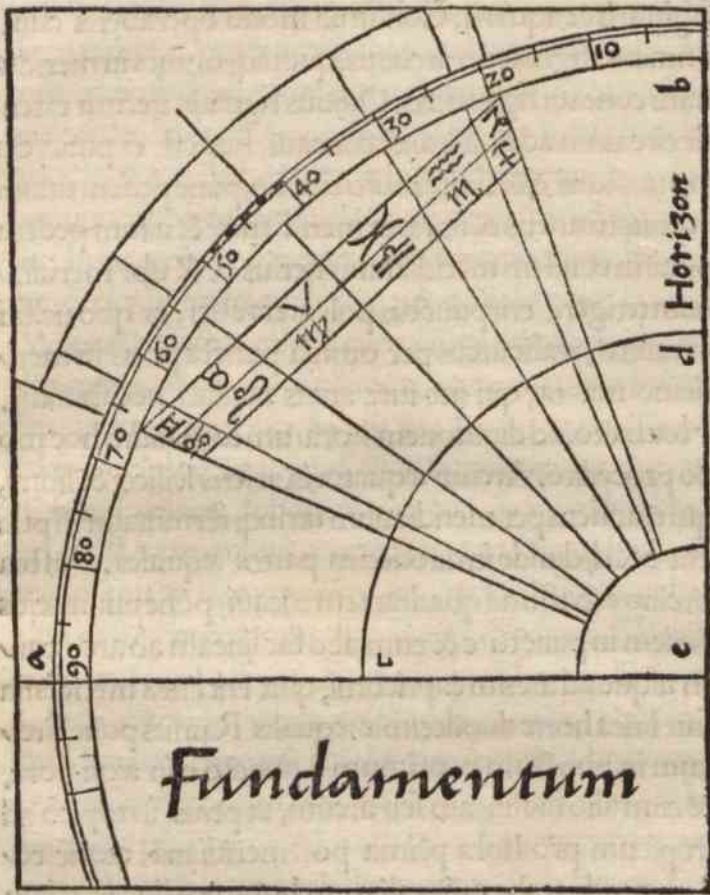 a
90
80
70
60
50
40
30
20
10
b
♊ ♉ ♈ ♓ ♒ ♑
♋ ♌ ♍ ♎ ♏ ♐
c
d
Horizon
e
Fundamentum